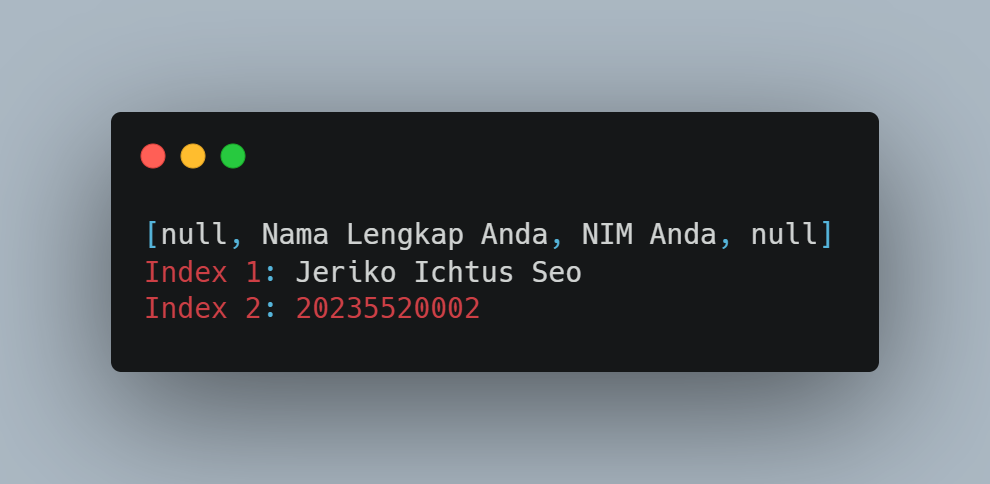 [null, Nama Lengkap Anda, NIM Anda, null]
Index 1: Jeriko Ichtus Seo
Index 2: 20235520002